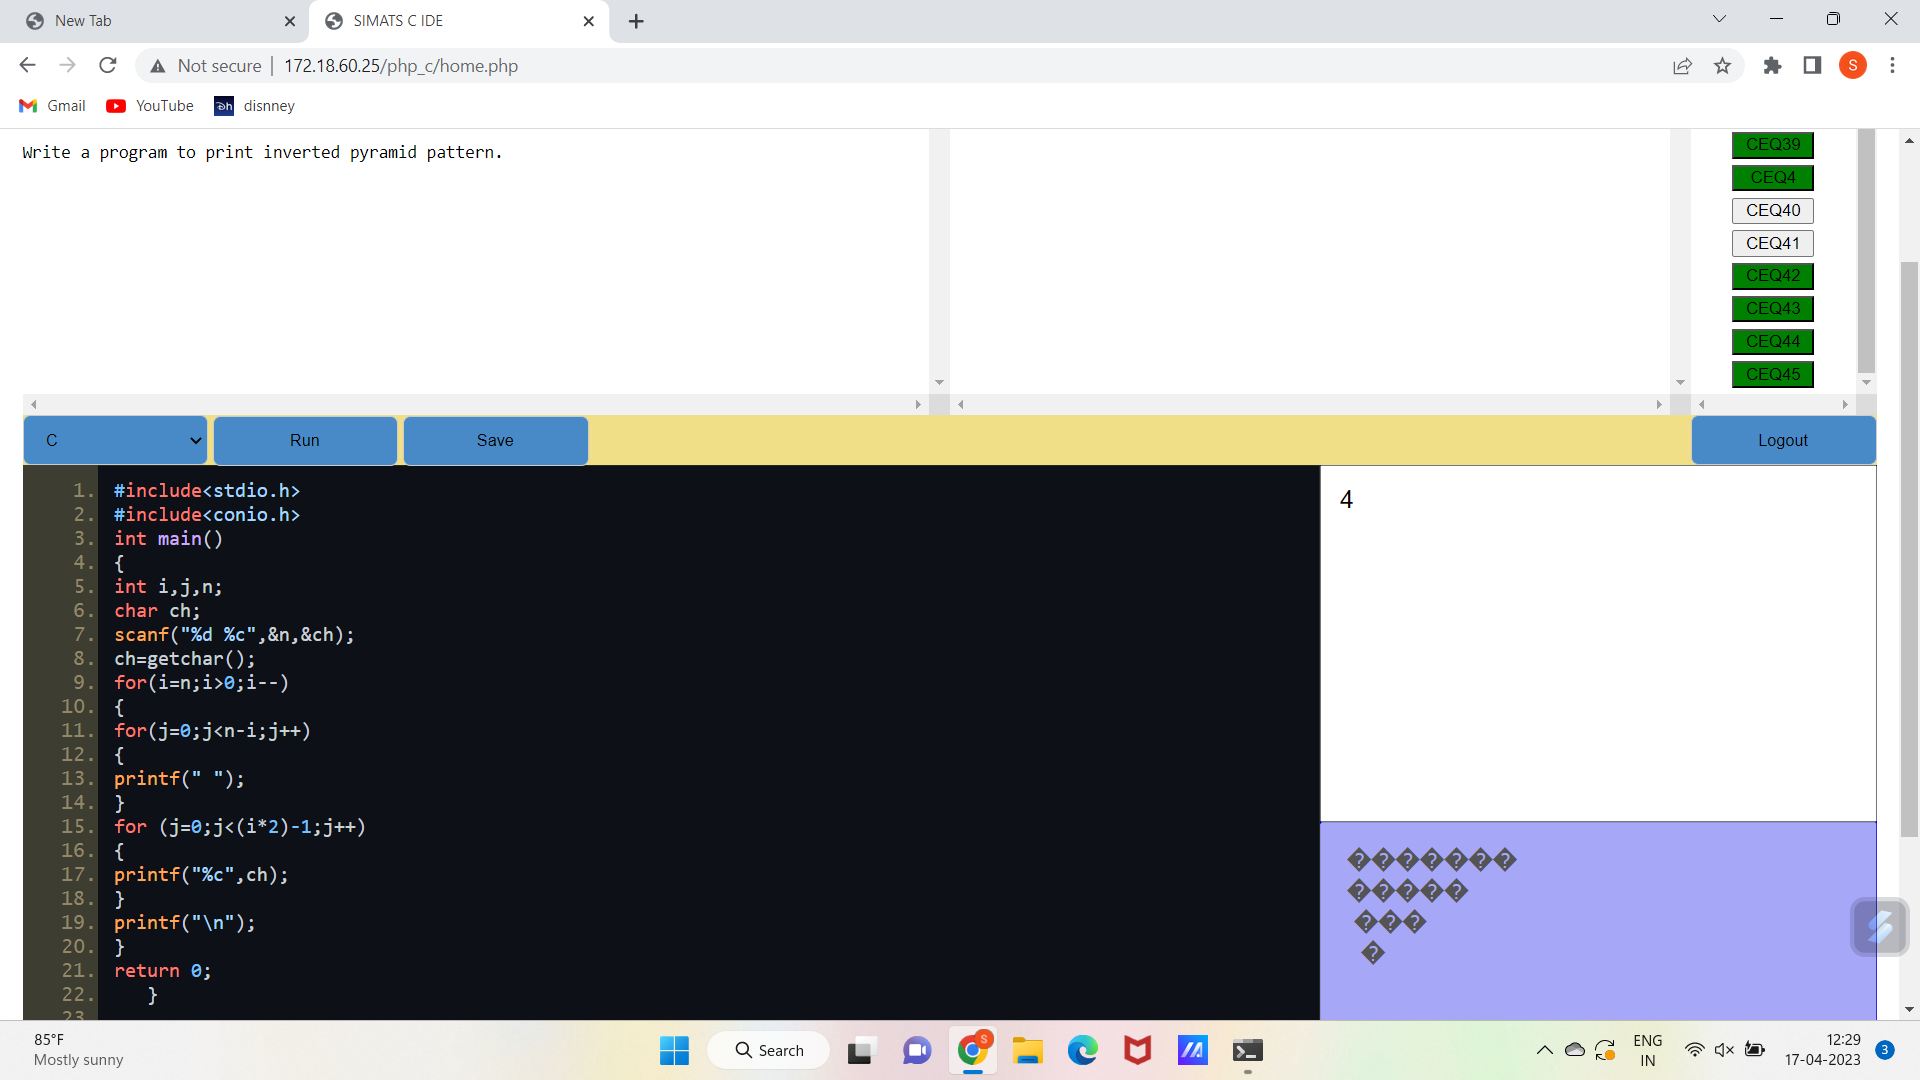 New Tab
SIMATS C IDE
Not secure | 172.18.60.25/php_c/home.php
S
Gmail
YouTube
disnney
Write a program to print inverted pyramid pattern.
CEQ39
CEQ4
CEQ40
CEQ41
CEQ42
CEQ43
CEQ44
CEQ45
C
Run
Save
Logout
1. #include<stdio.h>
2. #include<conio.h>
3. int main()
4. {
5. int i,j,n;
6. char ch;
7. scanf("%d %c",&n,&ch);
8. ch=getchar();
9. for(i=n;i>0;i--)
10. {
11. for(j=0;j<n-i;j++)
12. {
13. printf(" ");
14. }
15. for (j=0;j<(i*2)-1;j++)
16. {
17. printf("%c",ch);
18. }
19. printf("\n");
20. }
21. return 0;
22. }
23.
4
�������
�����
���
�
85°F
Mostly sunny
Search
S
ENG
IN
12:29
17-04-2023
3